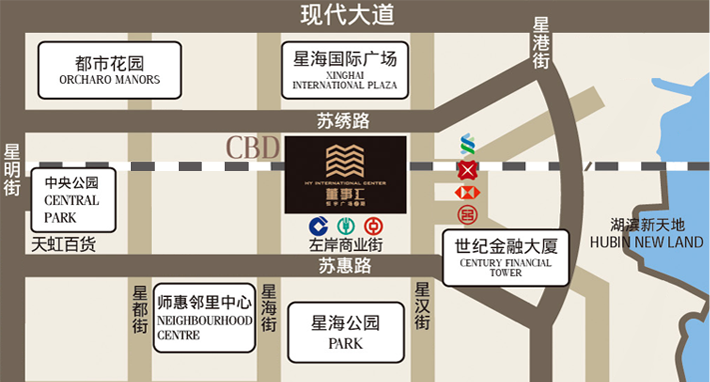 现代大道
都市花园
ORCHARO MANORS
星海国际广场
XINGHAI
INTERNATIONAL PLAZA
星港街
苏绣路
星明街
CBD
MY INTERNATIONAL CENTER
董事汇
中央公园
CENTRAL
PARK
天虹百货
左岸商业街
湖滨新天地
HUBIN NEW LAND
世纪金融大厦
CENTURY FINANCIAL
TOWER
苏惠路
星都街
师惠邻里中心
NEIGHBOURHOOD
CENTRE
星海街
星海公园
PARK
星汉街